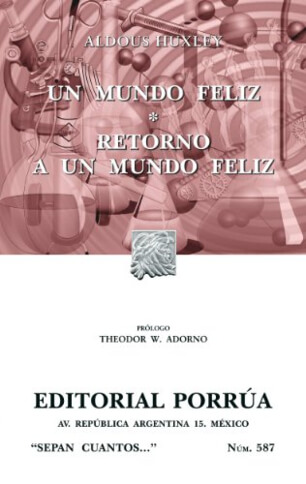 ALDOUS HUXLEY
UN MUNDO FELIZ
*
RETORNO
A UN MUNDO FELIZ
PRÓLOGO
THEODOR W. ADORNO
EDITORIAL PORRÚA
AV. REPÚBLICA ARGENTINA 15. MÉXICO
"SEPAN CUANTOS..." NÚM. 587